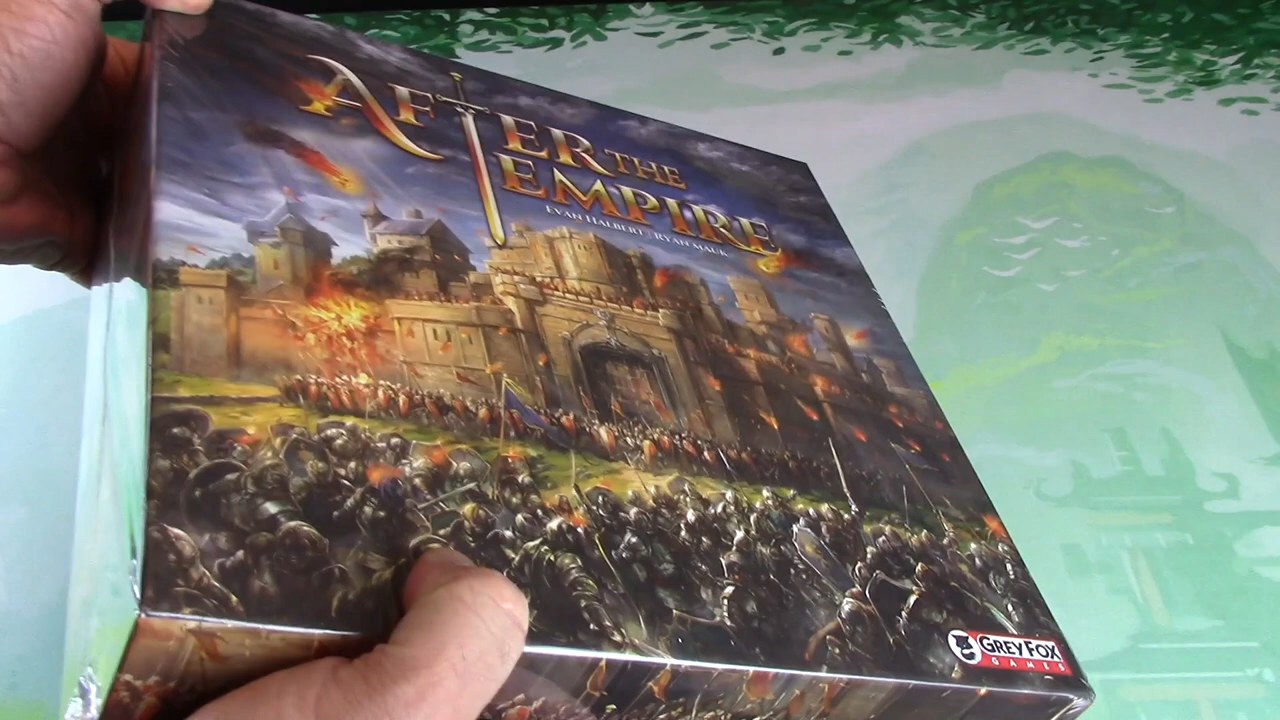 AFTER THE
EMPIRE
EVAN HALBERT | RYAN MAUK
GREY FOX
GAMES